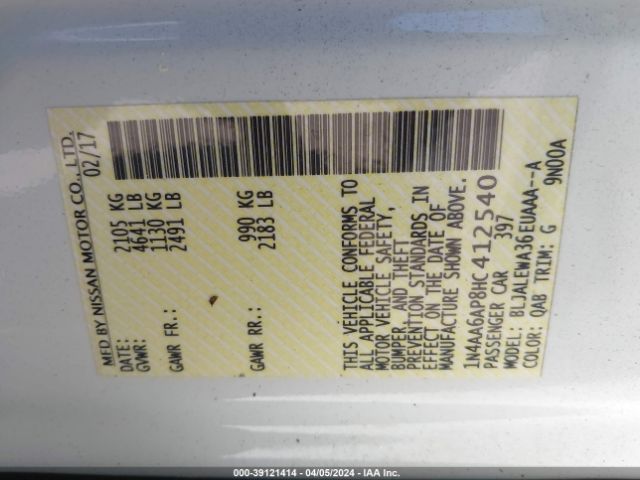 MFD BY NISSAN MOTOR CO., LTD.
DATE: 02/17
GVWR: 2105 KG
4641 LB
GAWR FR.: 1130 KG
2491 LB
GAWR RR.: 990 KG
2183 LB
THIS VEHICLE CONFORMS TO
ALL APPLICABLE FEDERAL
MOTOR VEHICLE SAFETY,
BUMPER, AND THEFT
PREVENTION STANDARDS IN
EFFECT ON THE DATE OF
MANUFACTURE SHOWN ABOVE.
1N4AA6AP8HC412540
PASSENGER CAR 397
MODEL: BLJALEWA36EUAAA--A
COLOR: QAB TRIM: G 9N00A
000-39121414 - 04/05/2024 - IAA Inc.